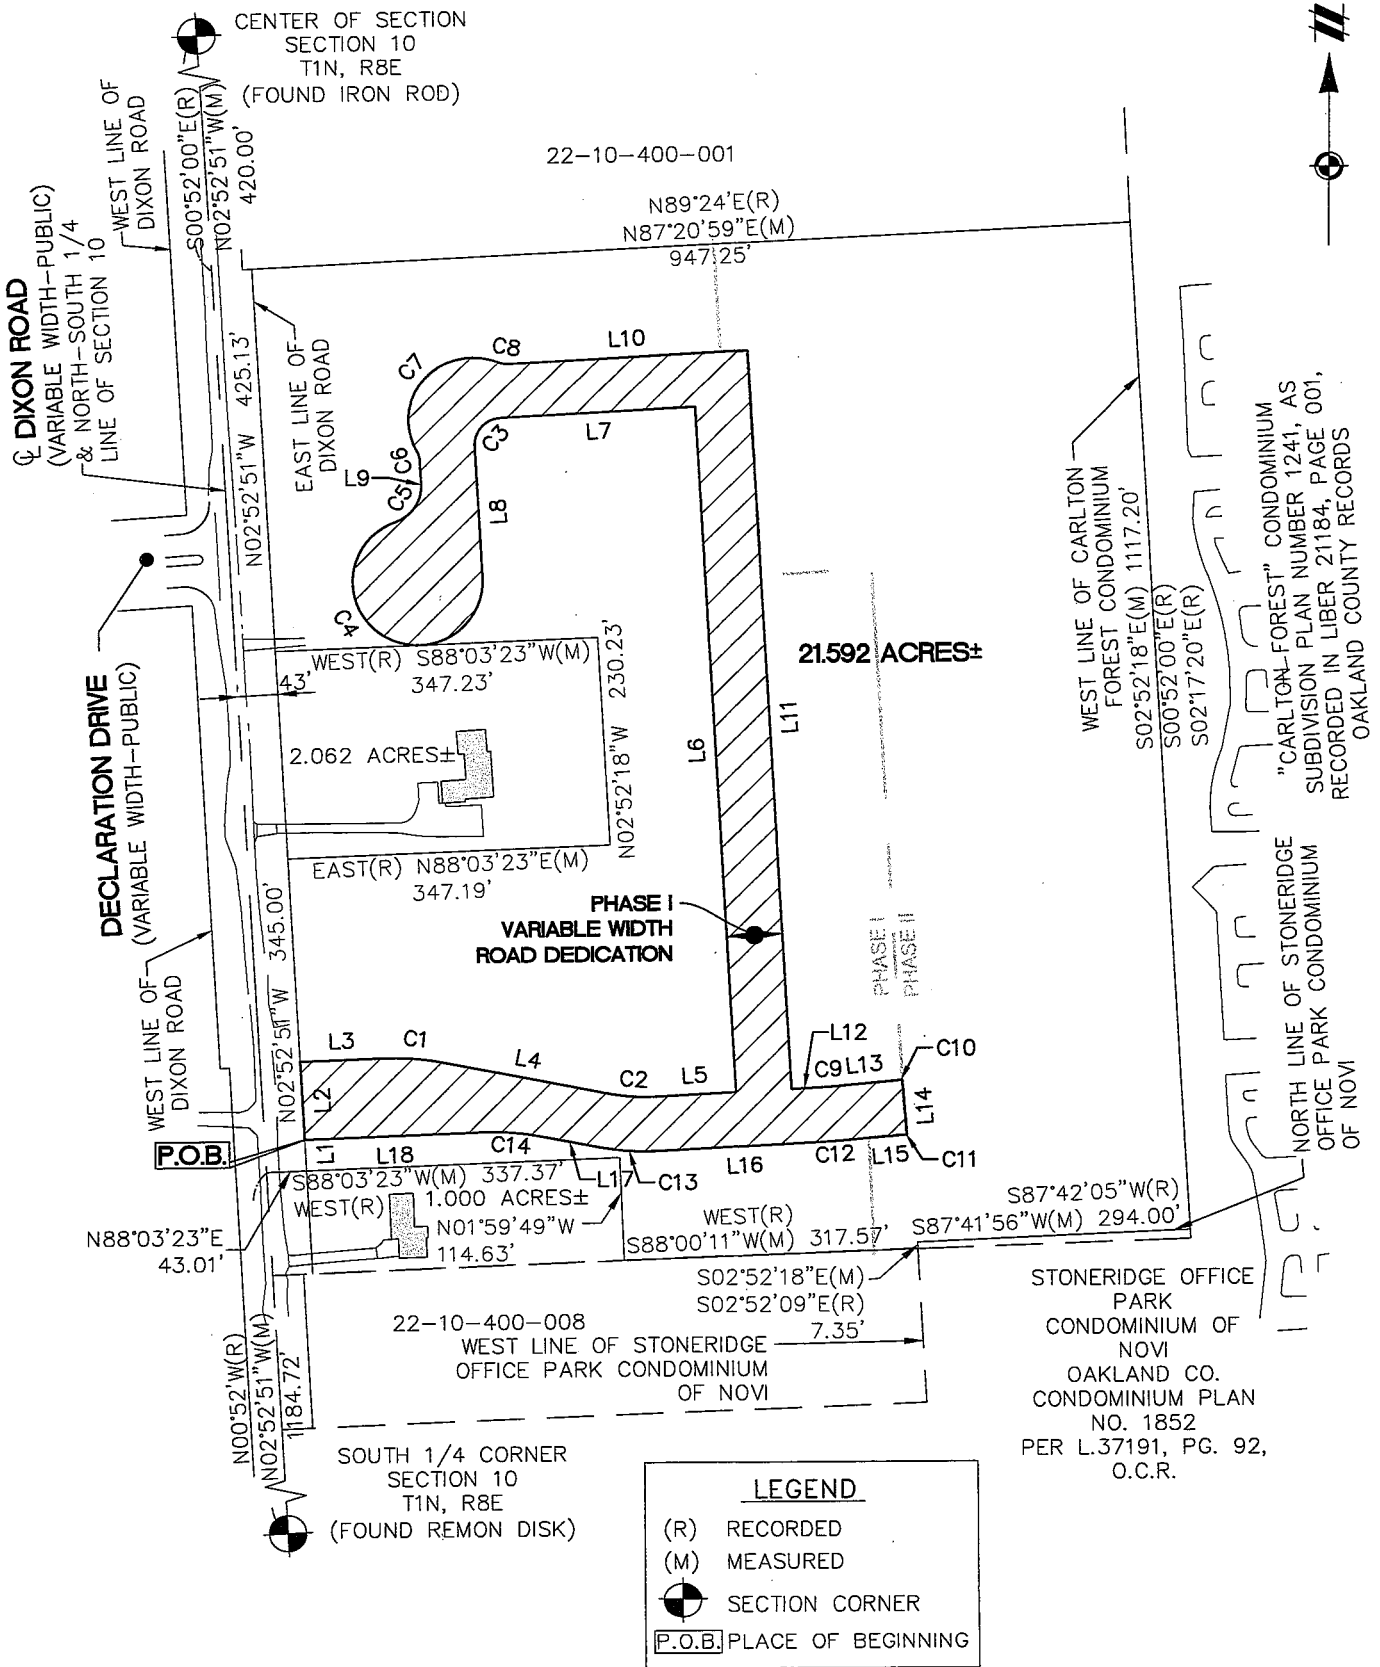 CENTER OF SECTION
SECTION 10
T1N, R8E
(FOUND IRON ROD)
WEST LINE OF
DIXON ROAD
S00°52'00"E(R)
N02°52'51"W(M)
420.00'
22-10-400-001
N89°24'E(R)
N87°20'59"E(M)
947.25'
℄ DIXON ROAD
(VARIABLE WIDTH-PUBLIC)
& NORTH-SOUTH 1/4
LINE OF SECTION 10
N02°52'51"W 425.13'
EAST LINE OF
DIXON ROAD
C7
C8
L10
C3
L7
C6
L9
C5
L8
C4
WEST LINE OF CARLTON
FOREST CONDOMINIUM
S02°52'18"E(M) 1117.20'
S00°52'00"E(R)
S02°17'20"E(R)
"CARLTON FOREST" CONDOMINIUM
SUBDIVISION PLAN NUMBER 1241, AS
RECORDED IN LIBER 21184, PAGE 001,
OAKLAND COUNTY RECORDS
DECLARATION DRIVE
(VARIABLE WIDTH-PUBLIC)
WEST(R) S88°03'23"W(M)
347.23'
43'
N02°52'18"W 230.23'
21.592 ACRES±
2.062 ACRES±
L6
L11
EAST(R) N88°03'23"E(M)
347.19'
PHASE I
VARIABLE WIDTH
ROAD DEDICATION
PHASE I
PHASE II
WEST LINE OF
DIXON ROAD
N02°52'51"W 345.00'
L3
C1
L4
C2
L5
L12
C9
L13
C10
L2
L14
P.O.B.
L1
L18
C14
L17
C13
L16
C12
L15
C11
NORTH LINE OF STONERIDGE
OFFICE PARK CONDOMINIUM
OF NOVI
S88°03'23"W(M) 337.37'
WEST(R)
1.000 ACRES±
N01°59'49"W
114.63'
N88°03'23"E
43.01'
WEST(R)
S88°00'11"W(M) 317.57'
S87°42'05"W(R)
S87°41'56"W(M) 294.00'
S02°52'18"E(M)
S02°52'09"E(R)
7.35'
22-10-400-008
WEST LINE OF STONERIDGE
OFFICE PARK CONDOMINIUM
OF NOVI
STONERIDGE OFFICE
PARK
CONDOMINIUM OF
NOVI
OAKLAND CO.
CONDOMINIUM PLAN
NO. 1852
PER L.37191, PG. 92,
O.C.R.
N00°52'W(R)
N02°52'51"W(M)
1184.72'
SOUTH 1/4 CORNER
SECTION 10
T1N, R8E
(FOUND REMON DISK)
LEGEND
(R) RECORDED
(M) MEASURED
SECTION CORNER
P.O.B. PLACE OF BEGINNING